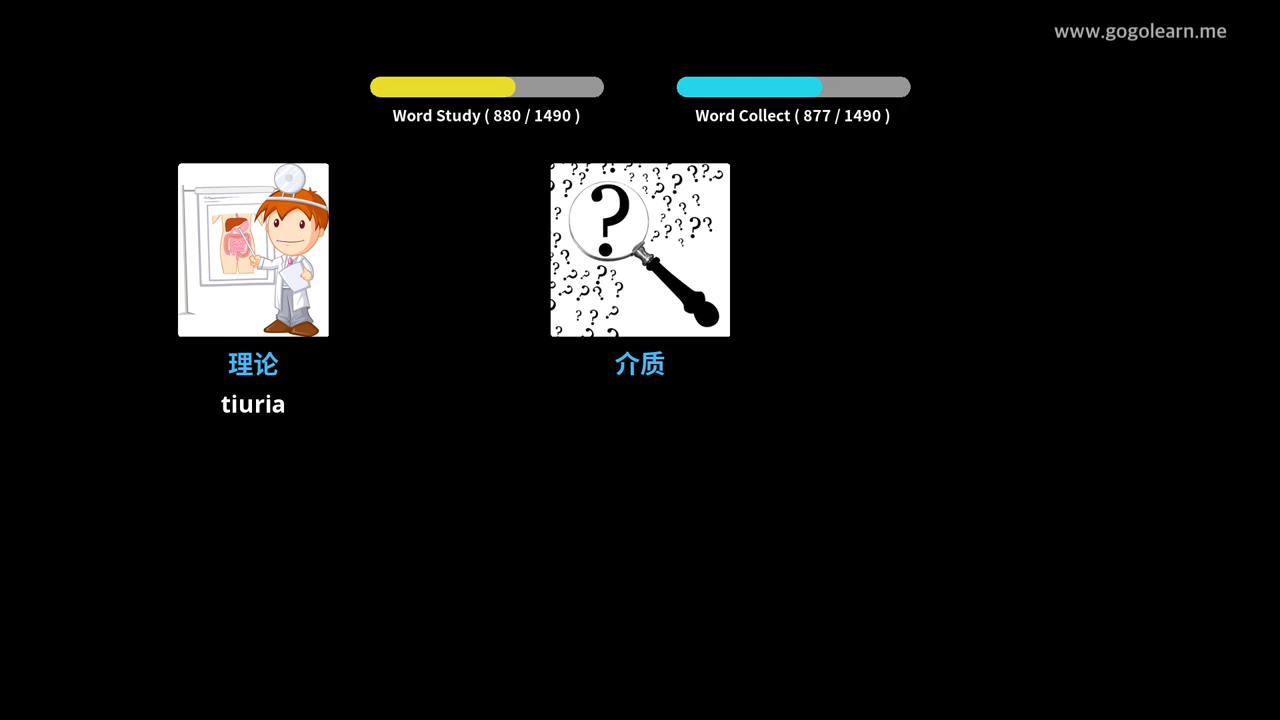 www.gogolearn.me
Word Study ( 880 / 1490 )
Word Collect ( 877 / 1490 )
理论
介质
tiuria